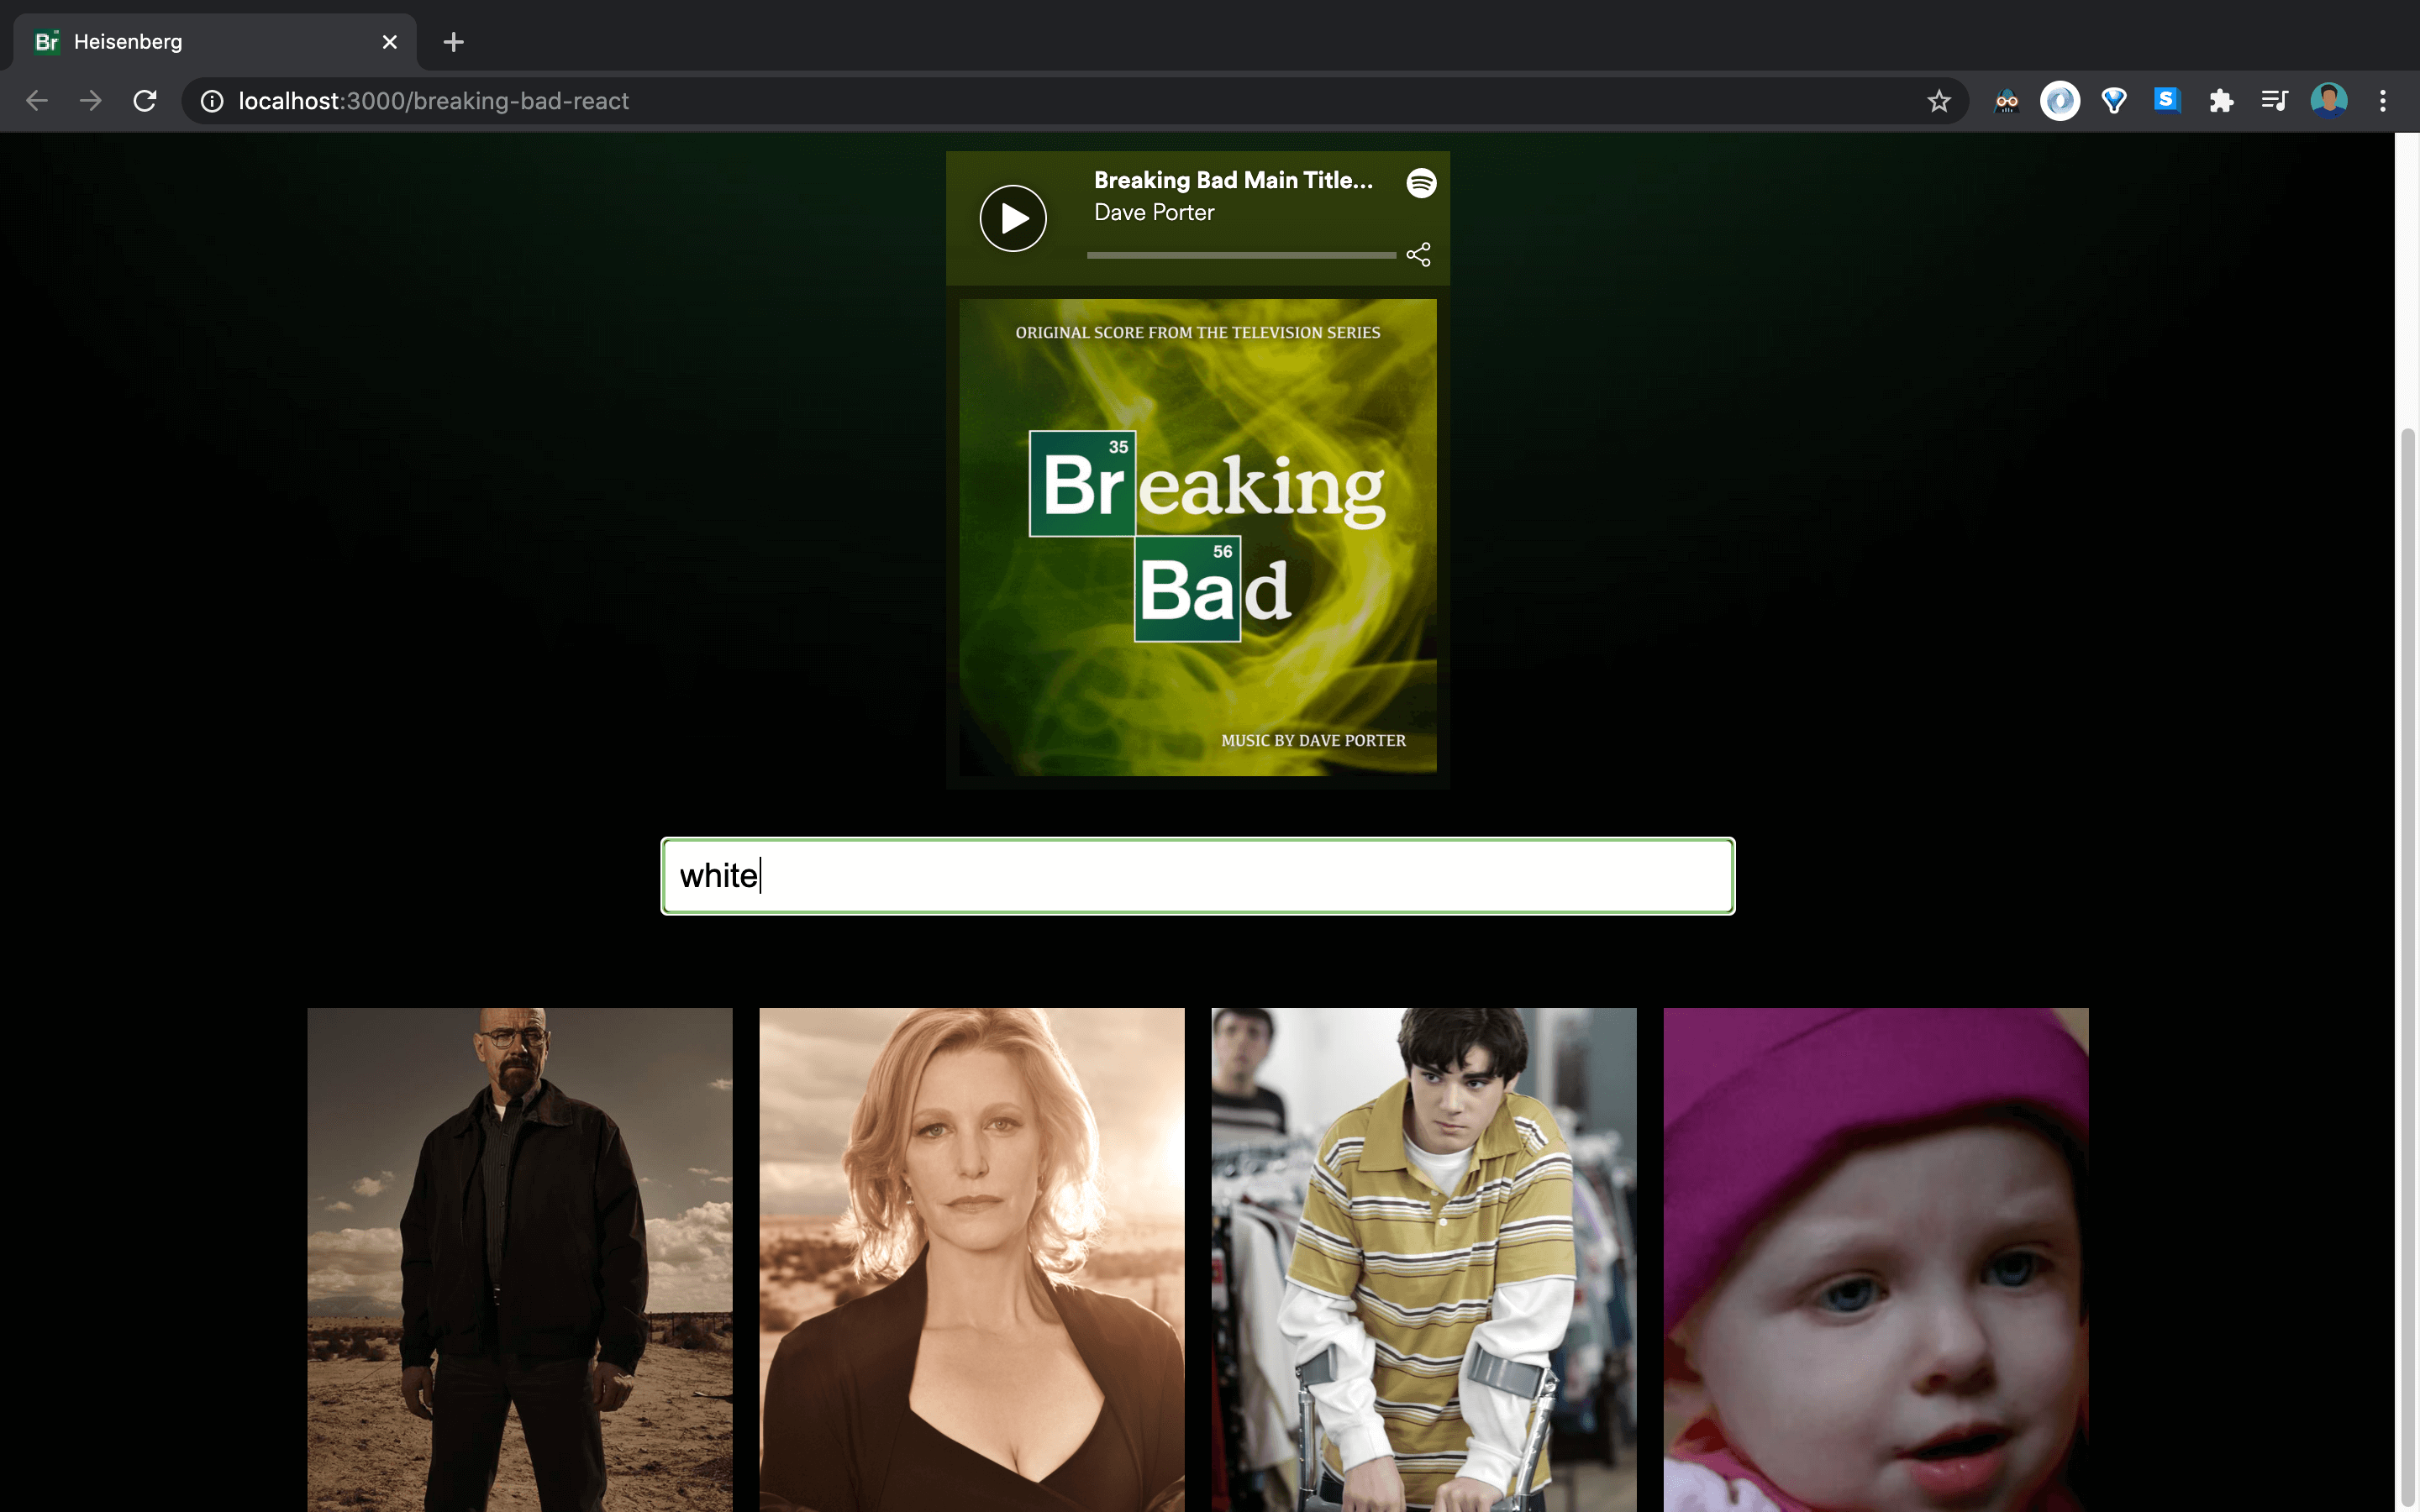 Br Heisenberg
localhost:3000/breaking-bad-react
S
Breaking Bad Main Title...
Dave Porter
ORIGINAL SCORE FROM THE TELEVISION SERIES
35
Breaking
56
Bad
MUSIC BY DAVE PORTER
white